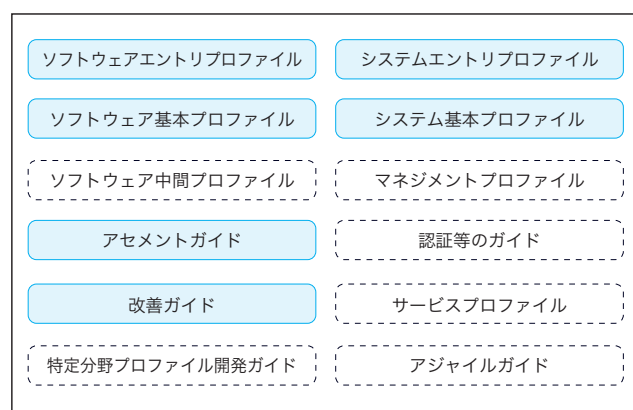 ソフトウェアエントリプロファイル
システムエントリプロファイル
ソフトウェア基本プロファイル
システム基本プロファイル
ソフトウェア中間プロファイル
マネジメントプロファイル
アセメントガイド
認証等のガイド
改善ガイド
サービスプロファイル
特定分野プロファイル開発ガイド
アジャイルガイド